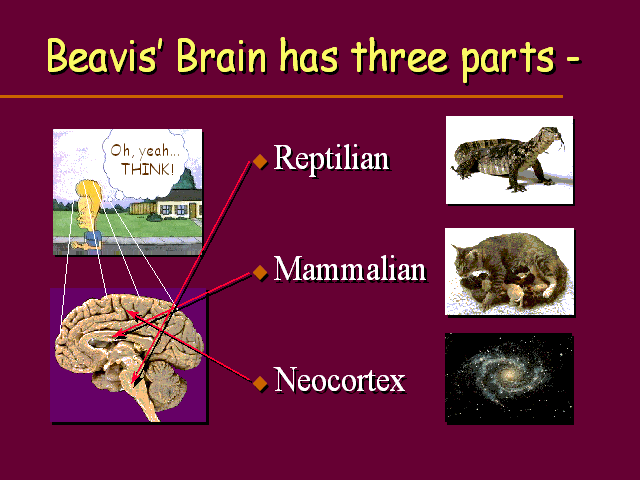 Beavis' Brain has three parts -
Oh, yeah...
THINK!
Reptilian
Mammalian
Neocortex